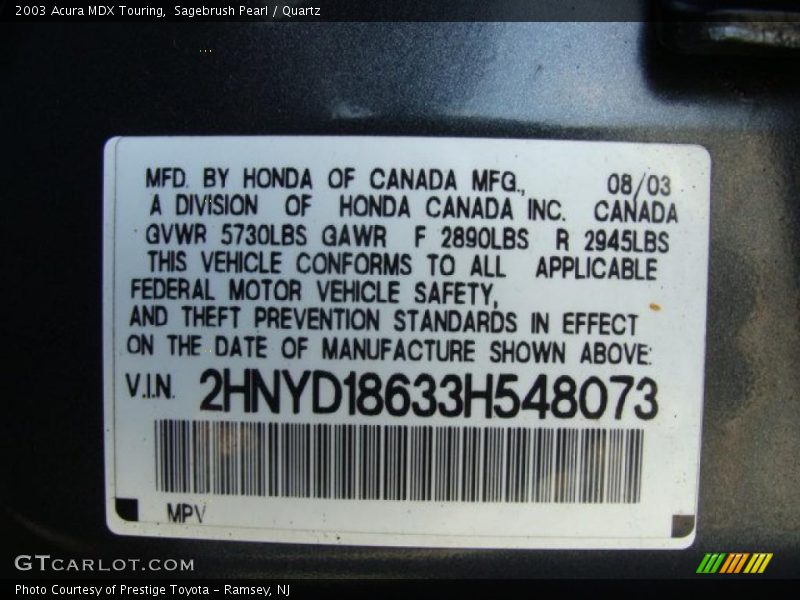 2003 Acura MDX Touring, Sagebrush Pearl / Quartz
MFD. BY HONDA OF CANADA MFG., 08/03
A DIVISION OF HONDA CANADA INC. CANADA
GVWR 5730LBS GAWR F 2890LBS R 2945LBS
THIS VEHICLE CONFORMS TO ALL APPLICABLE
FEDERAL MOTOR VEHICLE SAFETY,
AND THEFT PREVENTION STANDARDS IN EFFECT
ON THE DATE OF MANUFACTURE SHOWN ABOVE:
V.I.N. 2HNYD18633H548073
MPV
GTCARLOT.COM
Photo Courtesy of Prestige Toyota - Ramsey, NJ